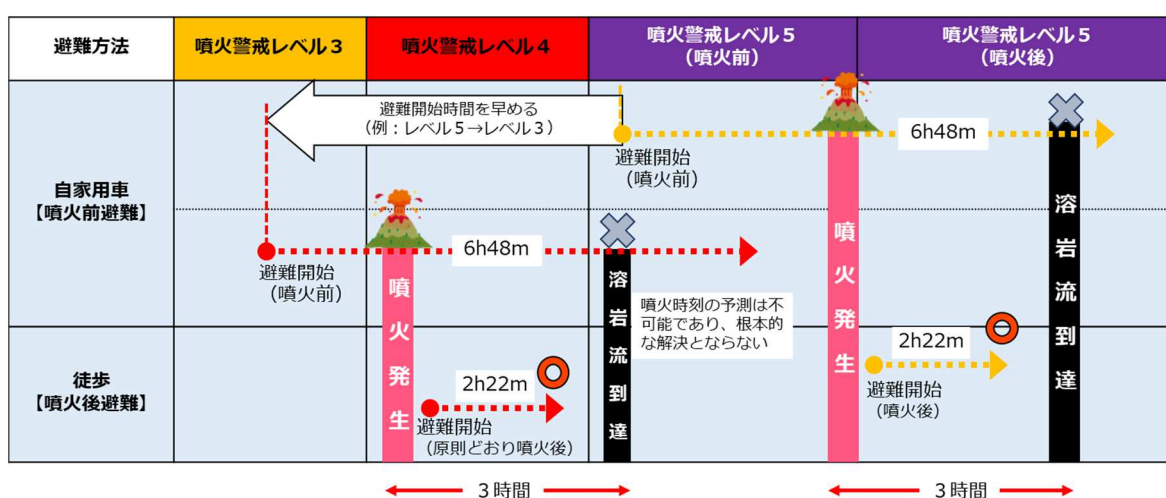 避難方法
噴火警戒レベル3
噴火警戒レベル4
噴火警戒レベル5
(噴火前)
噴火警戒レベル5
(噴火後)
自家用車
【噴火前避難】
避難開始時間を早める
(例:レベル5→レベル3)
避難開始
(噴火前)
6h48m
避難開始
(噴火前)
6h48m
噴火発生
溶岩流到達
噴火時刻の予測は不
可能であり、根本的
な解決とならない
噴火発生
溶岩流到達
徒歩
【噴火後避難】
2h22m
避難開始
(原則どおり噴火後)
2h22m
避難開始
(噴火後)
3時間
3時間